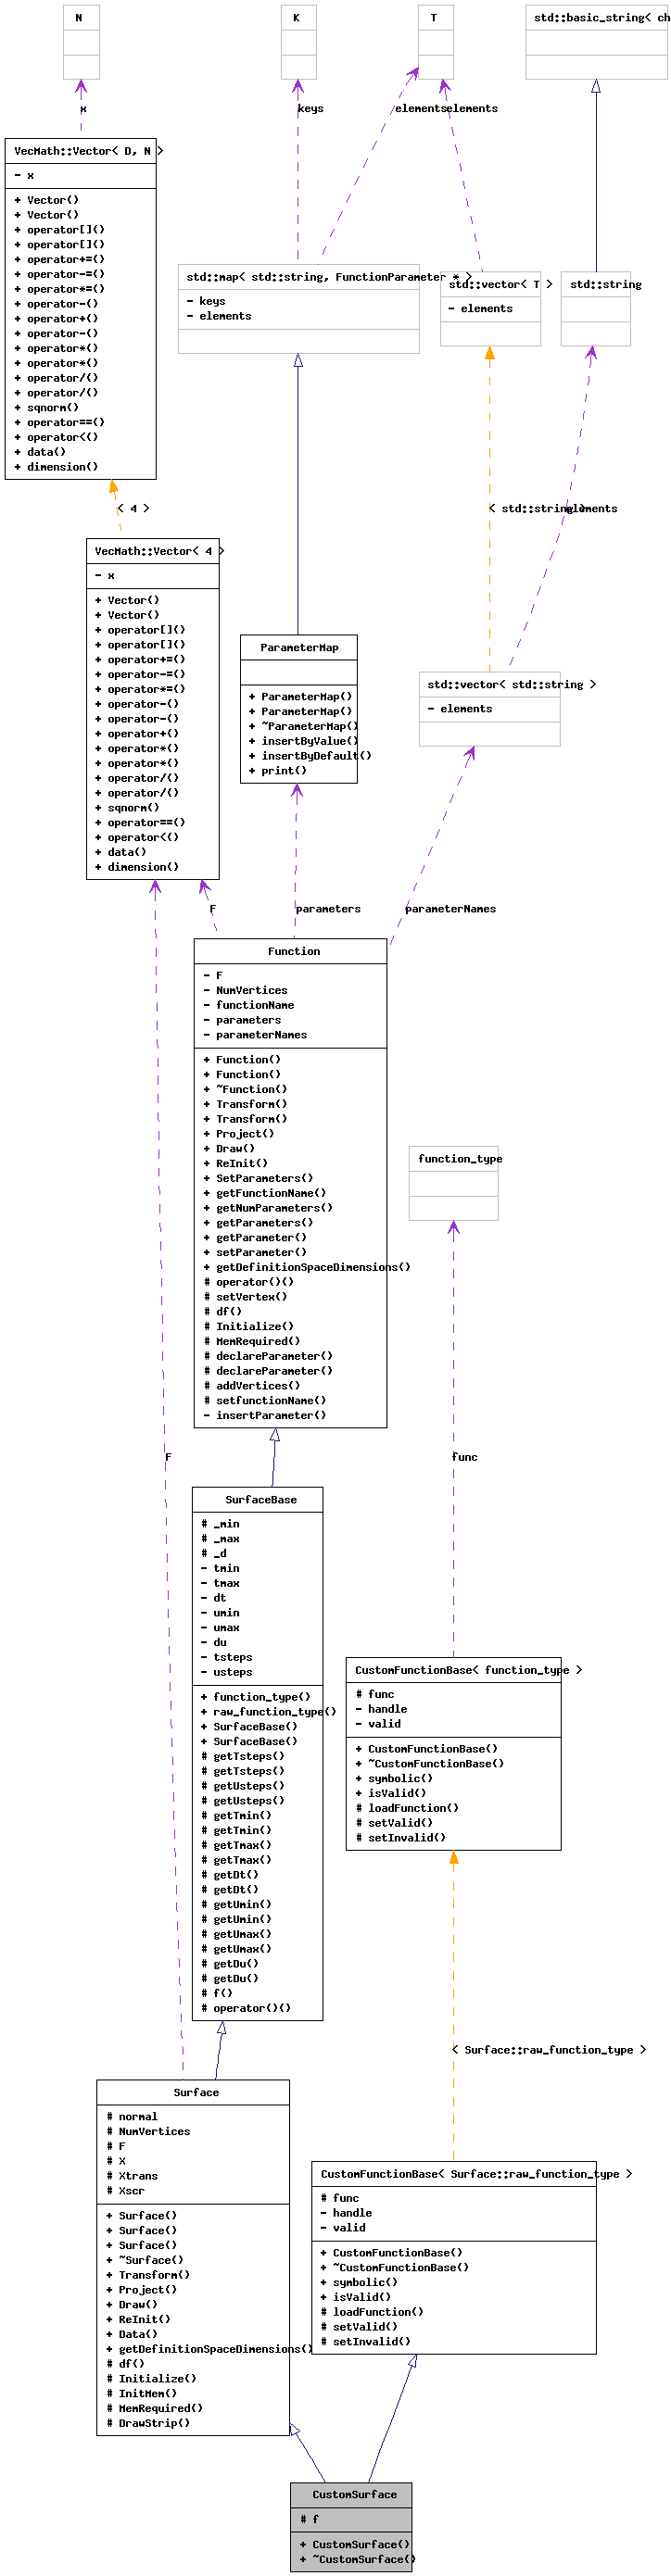 N
K
T
std::basic_string< ch
x
keys
elements
elements
VecMath::Vector< D, N >
- x
+ Vector()
+ Vector()
+ operator[]()
+ operator[]()
+ operator+=()
+ operator-=()
+ operator*=()
+ operator-()
+ operator+()
+ operator-()
+ operator*()
+ operator*()
+ operator/()
+ operator/()
+ sqnorm()
+ operator==()
+ operator<()
+ data()
+ dimension()
std::map< std::string, FunctionParameter * >
- keys
- elements
std::vector< T >
- elements
std::string
< 4 >
< std::string >
elements
VecMath::Vector< 4 >
- x
+ Vector()
+ Vector()
+ operator[]()
+ operator[]()
+ operator+=()
+ operator-=()
+ operator*=()
+ operator-()
+ operator-()
+ operator+()
+ operator*()
+ operator*()
+ operator/()
+ operator/()
+ sqnorm()
+ operator==()
+ operator<()
+ data()
+ dimension()
ParameterMap
+ ParameterMap()
+ ParameterMap()
+ ~ParameterMap()
+ insertByValue()
+ insertByDefault()
+ print()
std::vector< std::string >
- elements
F
parameters
parameterNames
Function
- F
- NumVertices
- functionName
- parameters
- parameterNames
+ Function()
+ Function()
+ ~Function()
+ Transform()
+ Transform()
+ Project()
+ Draw()
+ ReInit()
+ SetParameters()
+ getFunctionName()
+ getNumParameters()
+ getParameters()
+ getParameter()
+ setParameter()
+ getDefinitionSpaceDimensions()
# operator()()
# setVertex()
# df()
# Initialize()
# MemRequired()
# declareParameter()
# declareParameter()
# addVertices()
# setfunctionName()
- insertParameter()
function_type
F
func
SurfaceBase
# _min
# _max
# _d
- tmin
- tmax
- dt
- umin
- umax
- du
- tsteps
- usteps
+ function_type()
+ raw_function_type()
+ SurfaceBase()
+ SurfaceBase()
# getTsteps()
# getTsteps()
# getUsteps()
# getUsteps()
# getTmin()
# getTmin()
# getTmax()
# getTmax()
# getDt()
# getDt()
# getUmin()
# getUmin()
# getUmax()
# getUmax()
# getDu()
# getDu()
# f()
# operator()()
CustomFunctionBase< function_type >
# func
- handle
- valid
+ CustomFunctionBase()
+ ~CustomFunctionBase()
+ symbolic()
+ isValid()
# loadFunction()
# setValid()
# setInvalid()
< Surface::raw_function_type >
Surface
# normal
# NumVertices
# F
# X
# Xtrans
# Xscr
+ Surface()
+ Surface()
+ Surface()
+ ~Surface()
+ Transform()
+ Project()
+ Draw()
+ ReInit()
+ Data()
+ getDefinitionSpaceDimensions()
# df()
# Initialize()
# InitMem()
# MemRequired()
# DrawStrip()
CustomFunctionBase< Surface::raw_function_type >
# func
- handle
- valid
+ CustomFunctionBase()
+ ~CustomFunctionBase()
+ symbolic()
+ isValid()
# loadFunction()
# setValid()
# setInvalid()
CustomSurface
# f
+ CustomSurface()
+ ~CustomSurface()